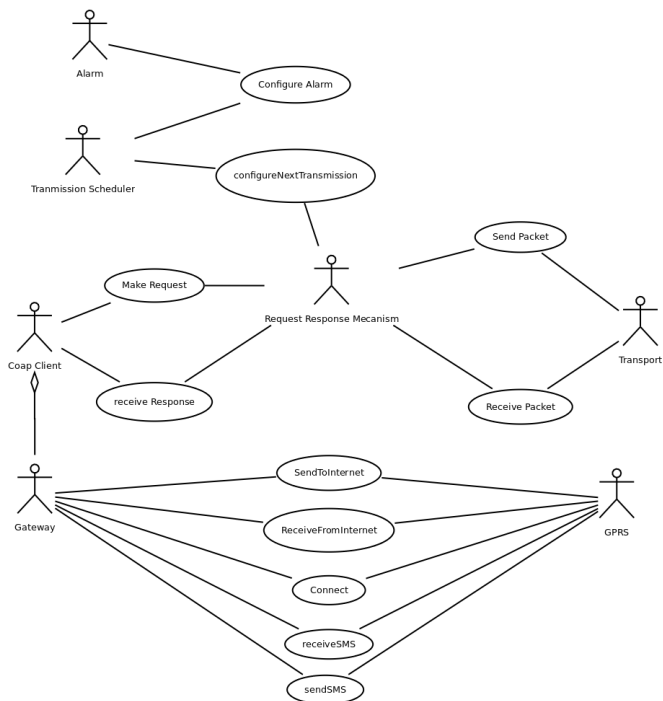 Alarm
Configure Alarm
Tranmission Scheduler
configureNextTransmission
Send Packet
Make Request
Request Response Mecanism
Coap Client
Transport
receive Response
Receive Packet
SendToInternet
Gateway
ReceiveFromInternet
GPRS
Connect
receiveSMS
sendSMS